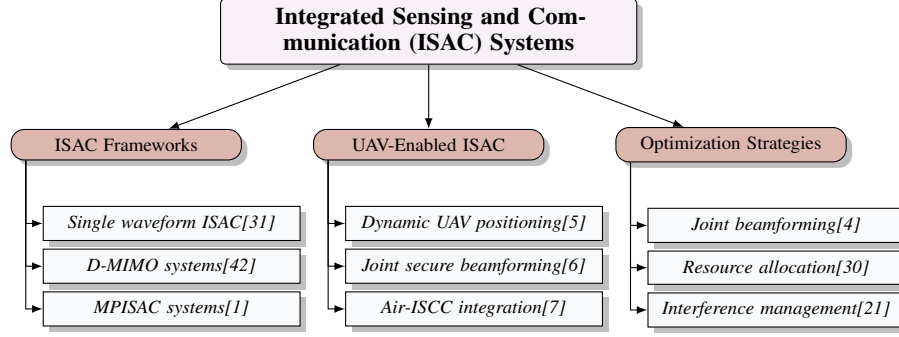 Integrated Sensing and Com-
munication (ISAC) Systems
ISAC Frameworks
Single waveform ISAC[31]
D-MIMO systems[42]
MPISAC systems[1]
UAV-Enabled ISAC
Dynamic UAV positioning[5]
Joint secure beamforming[6]
Air-ISCC integration[7]
Optimization Strategies
Joint beamforming[4]
Resource allocation[30]
Interference management[21]